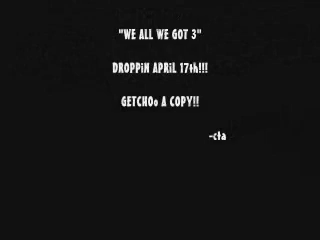 "WE ALL WE GOT 3"
DROPPiN APRiL 17th!!!
GETCHOo A COPY!!
-cta